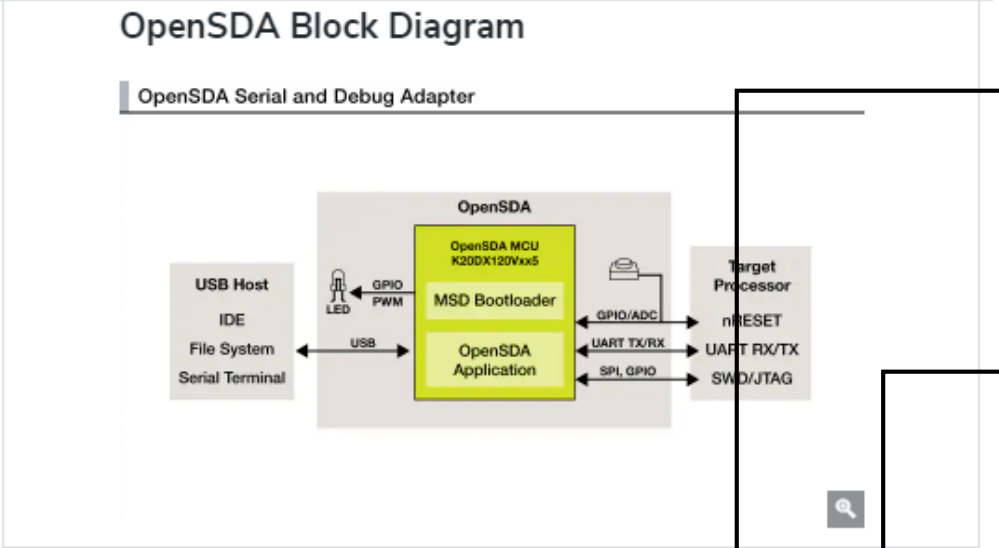 OpenSDA Block Diagram
OpenSDA Serial and Debug Adapter
OpenSDA
OpenSDA MCU
K20DX120Vxx5
MSD Bootloader
OpenSDA
Application
USB Host
IDE
File System
Serial Terminal
LED
GPIO
PWM
USB
GPIO/ADC
UART TX/RX
SPI, GPIO
Target
Processor
nRESET
UART RX/TX
SWD/JTAG